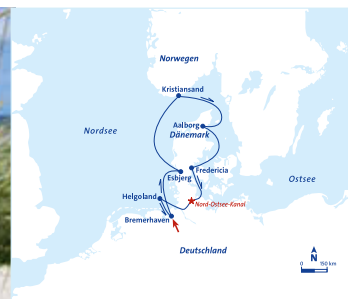 Norwegen
Kristiansand
Aalborg
Dänemark
Nordsee
Fredericia
Esbjerg
Ostsee
Helgoland
Nord-Ostsee-Kanal
Bremerhaven
Deutschland
N
0 150 km